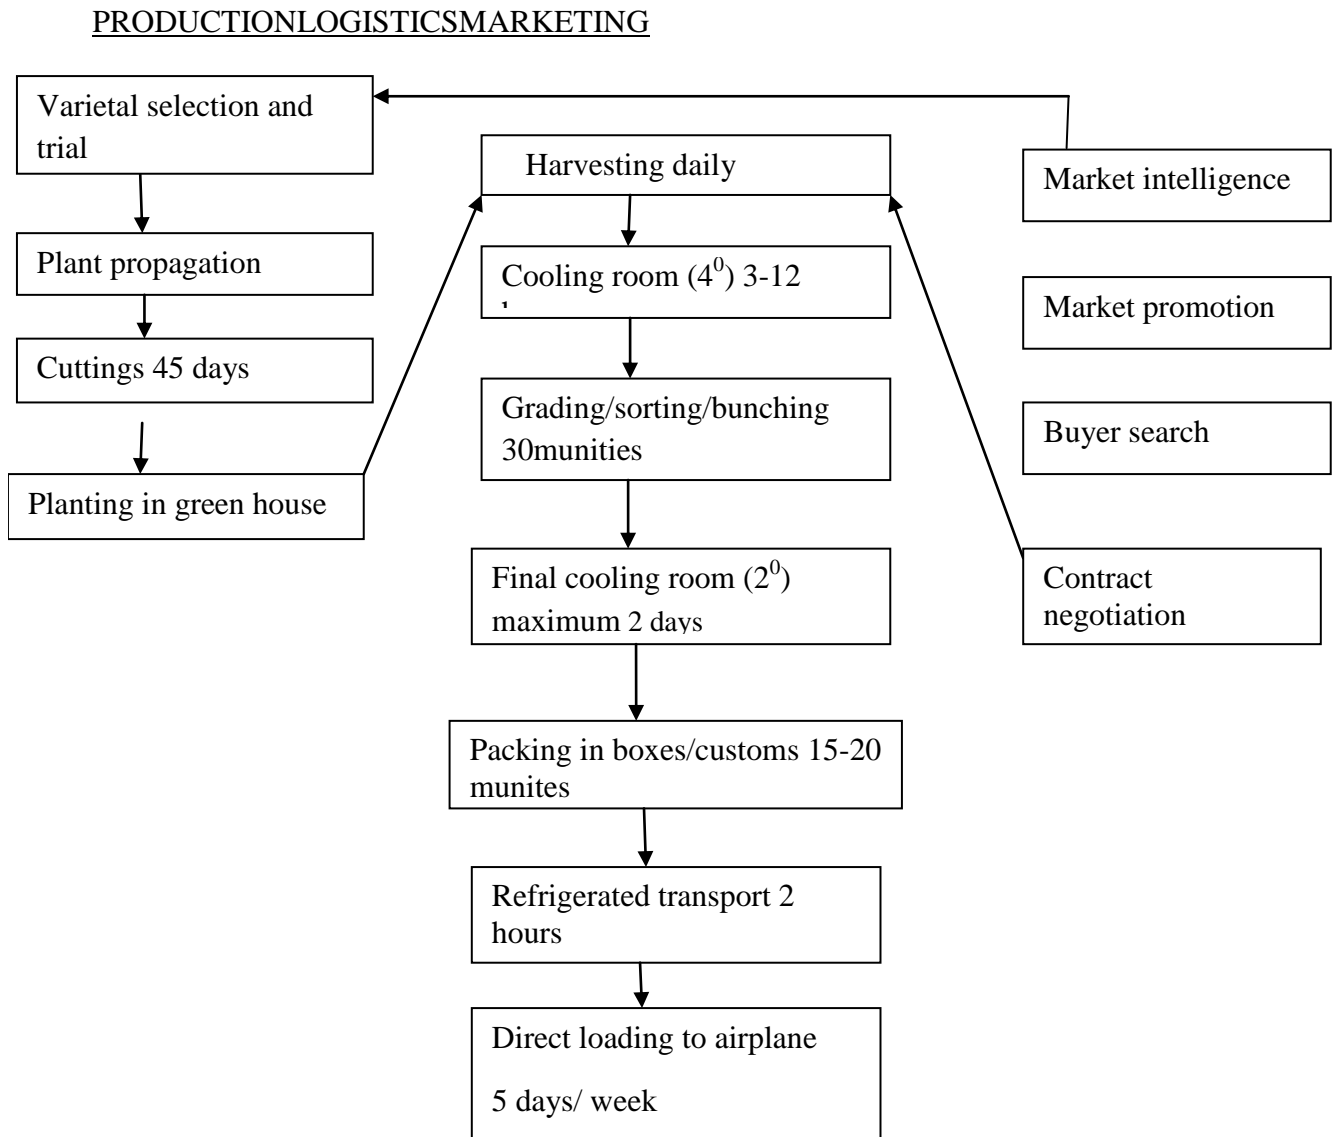 PRODUCTIONLOGISTICSMARKETING
Varietal selection and
trial
Plant propagation
Cuttings 45 days
Planting in green house
Harvesting daily
Cooling room (4⁰) 3-12
Grading/sorting/bunching
30munities
Final cooling room (2⁰)
maximum 2 days
Packing in boxes/customs 15-20
munites
Refrigerated transport 2
hours
Direct loading to airplane
5 days/ week
Market intelligence
Market promotion
Buyer search
Contract
negotiation